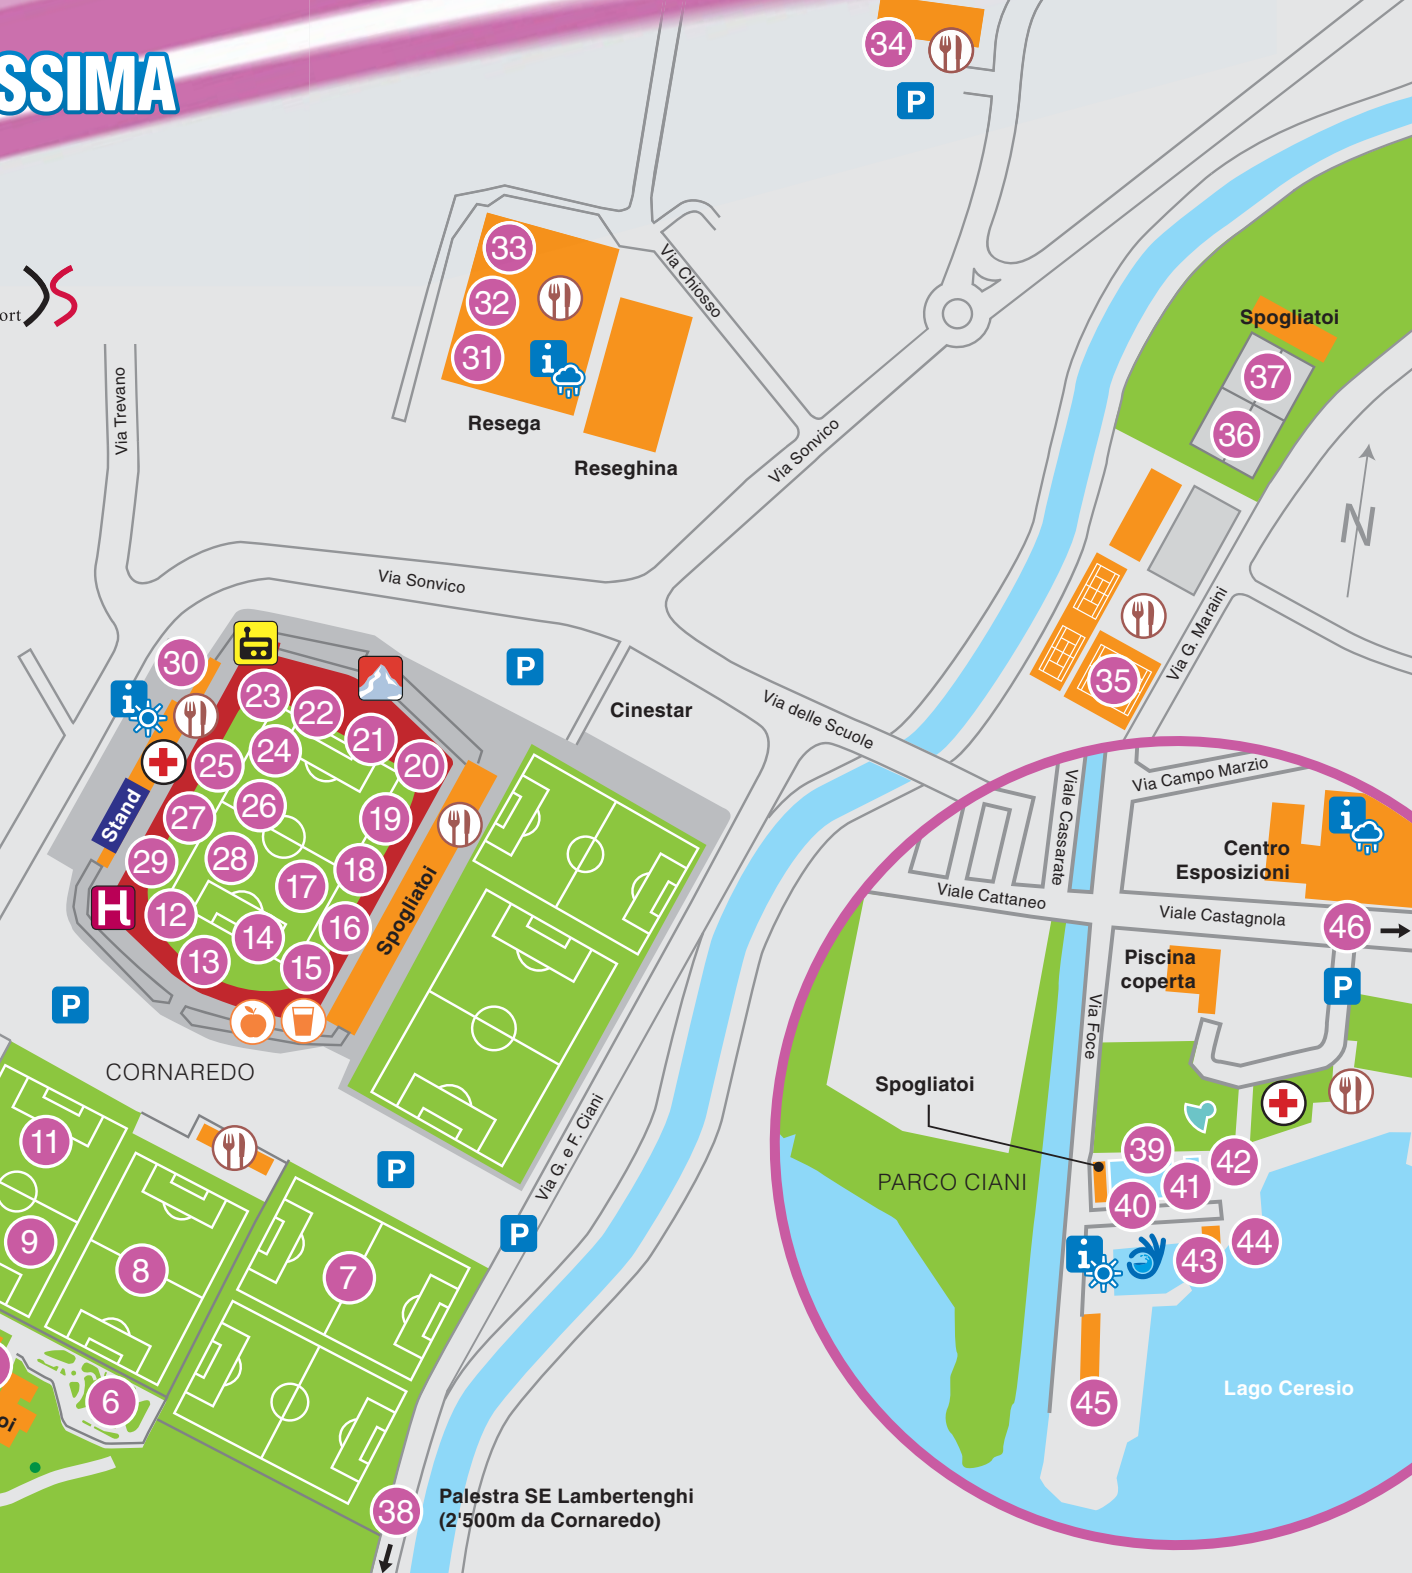 SSIMA
ort
34
P
33
32
31
i
Resega
Reseghina
Via Chiosso
Via Sonvico
Via Trevano
Via Sonvico
Spogliatoi
37
36
N
35
Via G. Maraini
30
i
23
22
21
20
24
25
26
27
19
Stand
29
28
18
17
H
12
16
14
13
15
Spogliatoi
P
Cinestar
Via delle Scuole
P
CORNAREDO
11
9
8
7
6
oi
P
P
Via G. e F. Ciani
38
Palestra SE Lambertenghi
(2'500m da Cornaredo)
Viale Cassarate
Via Campo Marzio
i
Centro
Esposizioni
Viale Cattaneo
Viale Castagnola
46
Piscina
coperta
P
Via Foce
Spogliatoi
39
42
41
40
PARCO CIANI
i
43
44
45
Lago Ceresio